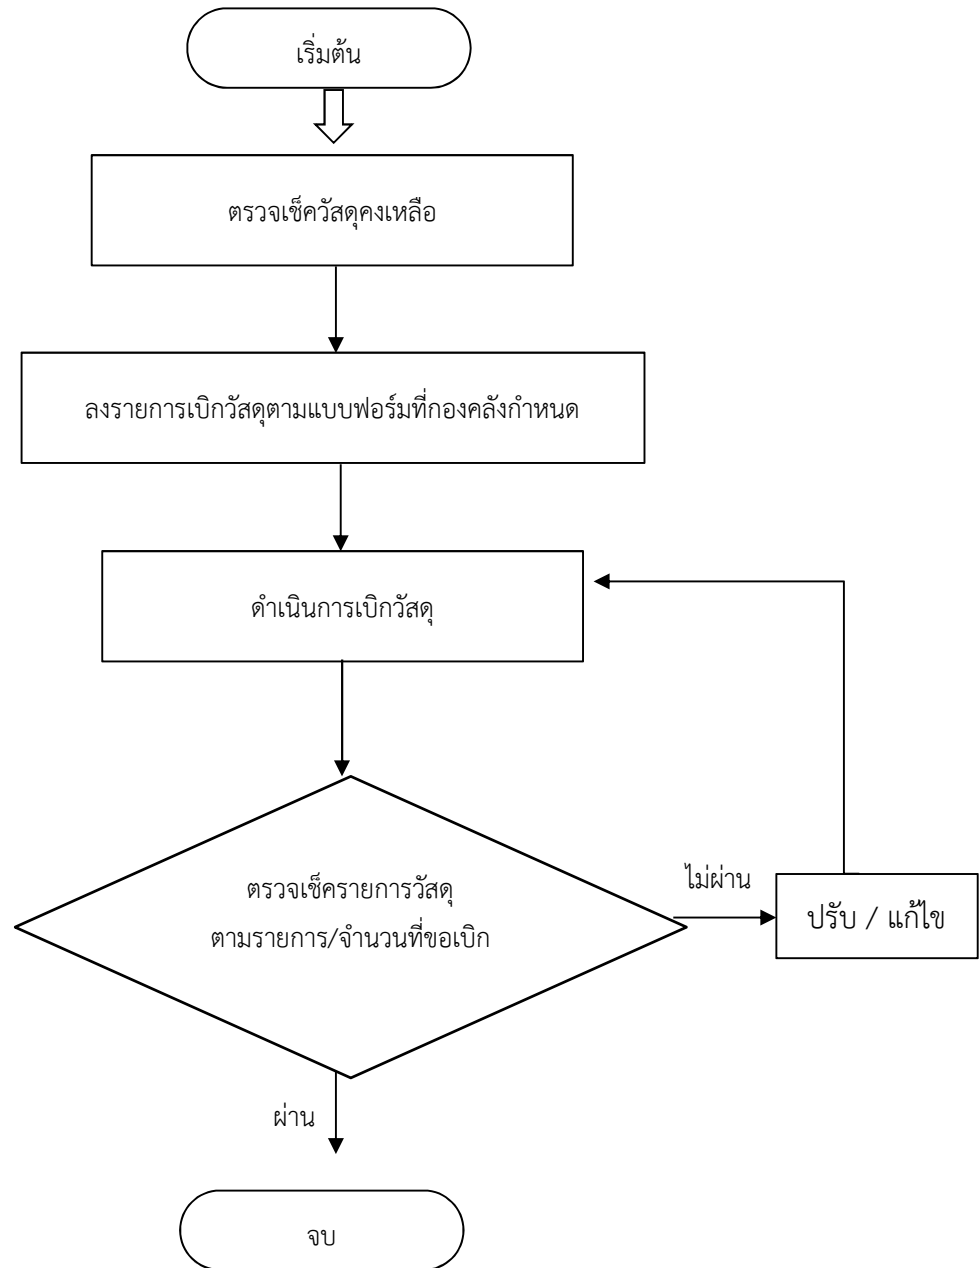 เริ่มต้น
ตรวจเช็ควัสดุคงเหลือ
ลงรายการเบิกวัสดุตามแบบฟอร์มที่กองคลังกำหนด
ดำเนินการเบิกวัสดุ
ตรวจเช็ครายการวัสดุ
ตามรายการ/จำนวนที่ขอเบิก
ไม่ผ่าน
ปรับ / แก้ไข
ผ่าน
จบ